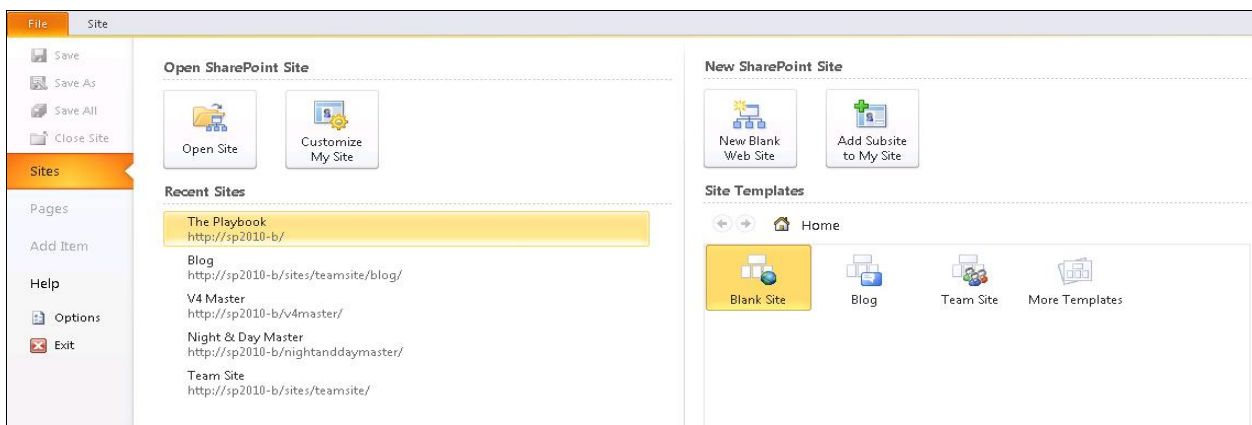 File
Site
Save
Save As
Save All
Close Site
Sites
Pages
Add Item
Help
Options
Exit
Open SharePoint Site
Open Site
Customize
My Site
Recent Sites
The Playbook
http://sp2010-b/
Blog
http://sp2010-b/sites/teamsite/blog/
V4 Master
http://sp2010-b/v4master/
Night & Day Master
http://sp2010-b/nightanddaymaster/
Team Site
http://sp2010-b/sites/teamsite/
New SharePoint Site
New Blank
Web Site
Add Subsite
to My Site
Site Templates
Home
Blank Site
Blog
Team Site
More Templates